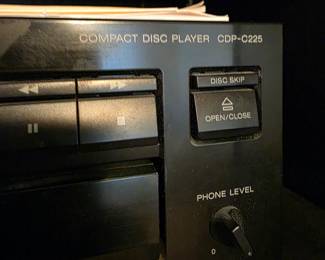 COMPACT DISC PLAYER CDP-C225
DISC SKIP
OPEN/CLOSE
PHONE LEVEL
0